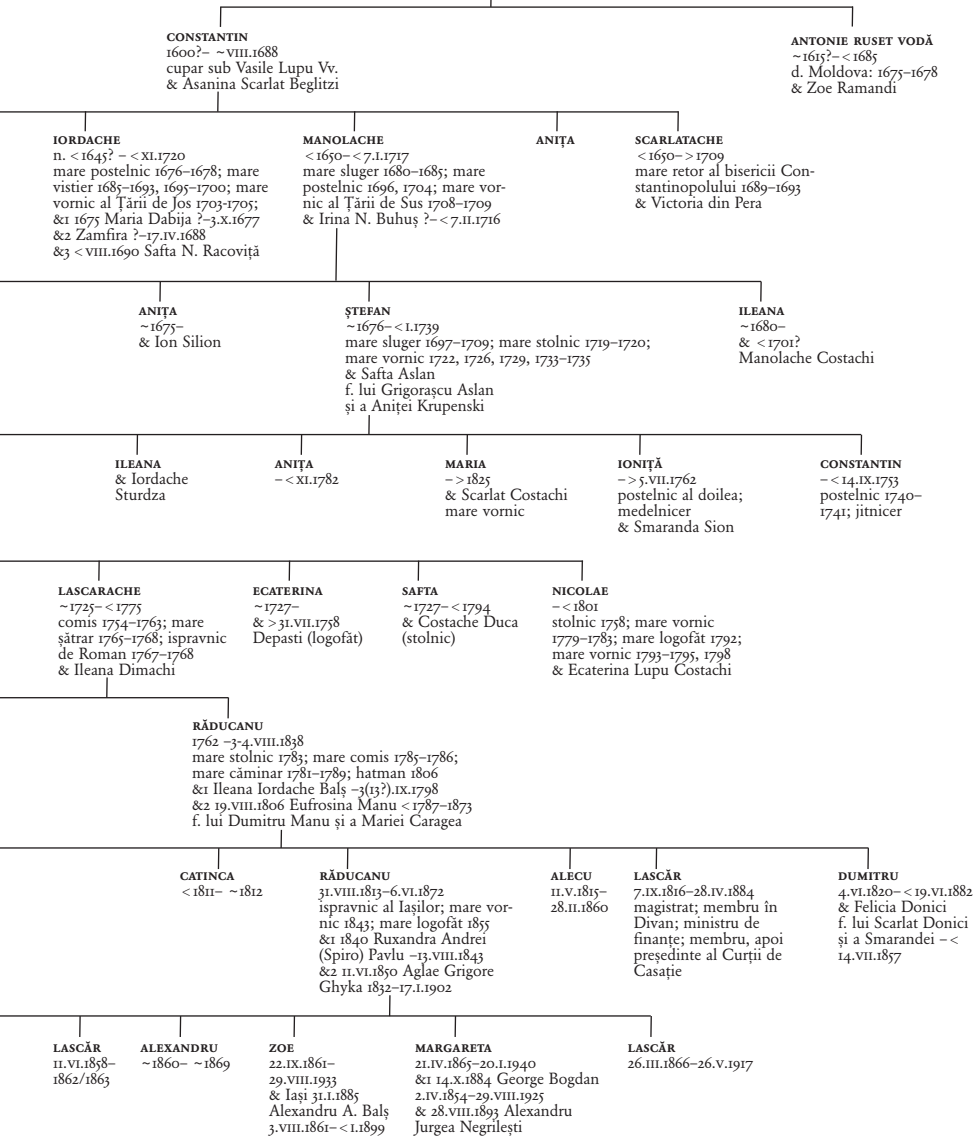 CONSTANTIN
1600?– ~VIII.1688
cupar sub Vasile Lupu Vv.
& Asanina Scarlat Beglitzi
ANTONIE RUSET VODĂ
~1615?–<1685
d. Moldova: 1675–1678
& Zoe Ramandi
IORDACHE
n. <1645? – <XI.1720
mare postelnic 1676–1678; mare
vistier 1685–1693, 1695–1700; mare
vornic al Țării de Jos 1703-1705;
&1 1675 Maria Dabija ?–3.X.1677
&2 Zamfira ?–17.IV.1688
&3 <VIII.1690 Safta N. Racoviță
MANOLACHE
<1650–<7.I.1717
mare sluger 1680–1685; mare
postelnic 1696, 1704; mare vor-
nic al Țării de Sus 1708–1709
& Irina N. Buhuș ?–<7.II.1716
ANIȚA
SCARLATACHE
<1650–>1709
mare retor al bisericii Con-
stantinopolului 1689–1693
& Victoria din Pera
ANIȚA
~1675–
& Ion Silion
ȘTEFAN
~1676–<I.1739
mare sluger 1697–1709; mare stolnic 1719–1720;
mare vornic 1722, 1726, 1729, 1733–1735
& Safta Aslan
f. lui Grigorașcu Aslan
și a Aniței Krupenski
ILEANA
~1680–
& <1701?
Manolache Costachi
ILEANA
& Iordache
Sturdza
ANIȚA
–<XI.1782
MARIA
–>1825
& Scarlat Costachi
mare vornic
IONIȚĂ
–>5.VII.1762
postelnic al doilea;
medelnicer
& Smaranda Sion
CONSTANTIN
–<14.IX.1753
postelnic 1740–
1741; jitnicer
LASCARACHE
~1725–<1775
comis 1754–1763; mare
șătrar 1765–1768; ispravnic
de Roman 1767–1768
& Ileana Dimachi
ECATERINA
~1727–
& >31.VII.1758
Depasti (logofăt)
SAFTA
~1727–<1794
& Costache Duca
(stolnic)
NICOLAE
–<1801
stolnic 1758; mare vornic
1779–1783; mare logofăt 1792;
mare vornic 1793–1795, 1798
& Ecaterina Lupu Costachi
RĂDUCANU
1762 –3-4.VIII.1838
mare stolnic 1783; mare comis 1785–1786;
mare căminar 1781–1789; hatman 1806
&1 Ileana Iordache Balș –3(13?).IX.1798
&2 19.VIII.1806 Eufrosina Manu <1787–1873
f. lui Dumitru Manu și a Mariei Caragea
CATINCA
<1811– ~1812
RĂDUCANU
31.VIII.1813–6.VI.1872
ispravnic al Iașilor; mare vor-
nic 1843; mare logofăt 1855
&1 1840 Ruxandra Andrei
(Spiro) Pavlu –13.VIII.1843
&2 11.VI.1850 Aglae Grigore
Ghyka 1832–17.I.1902
ALECU
11.V.1815–
28.II.1860
LASCĂR
7.IX.1816–28.IV.1884
magistrat; membru în
Divan; ministru de
finanțe; membru, apoi
președinte al Curții de
Casație
DUMITRU
4.VI.1820–<19.VI.1882
& Felicia Donici
f. lui Scarlat Donici
și a Smarandei –<
14.VII.1857
LASCĂR
11.VI.1858–
1862/1863
ALEXANDRU
~1860– ~1869
ZOE
22.IX.1861–
29.VIII.1933
& Iași 31.I.1885
Alexandru A. Balș
3.VIII.1861–<I.1899
MARGARETA
21.IV.1865–20.I.1940
&1 14.X.1884 George Bogdan
2.IV.1854–29.VIII.1925
& 28.VIII.1893 Alexandru
Jurgea Negrilești
LASCĂR
26.III.1866–26.V.1917